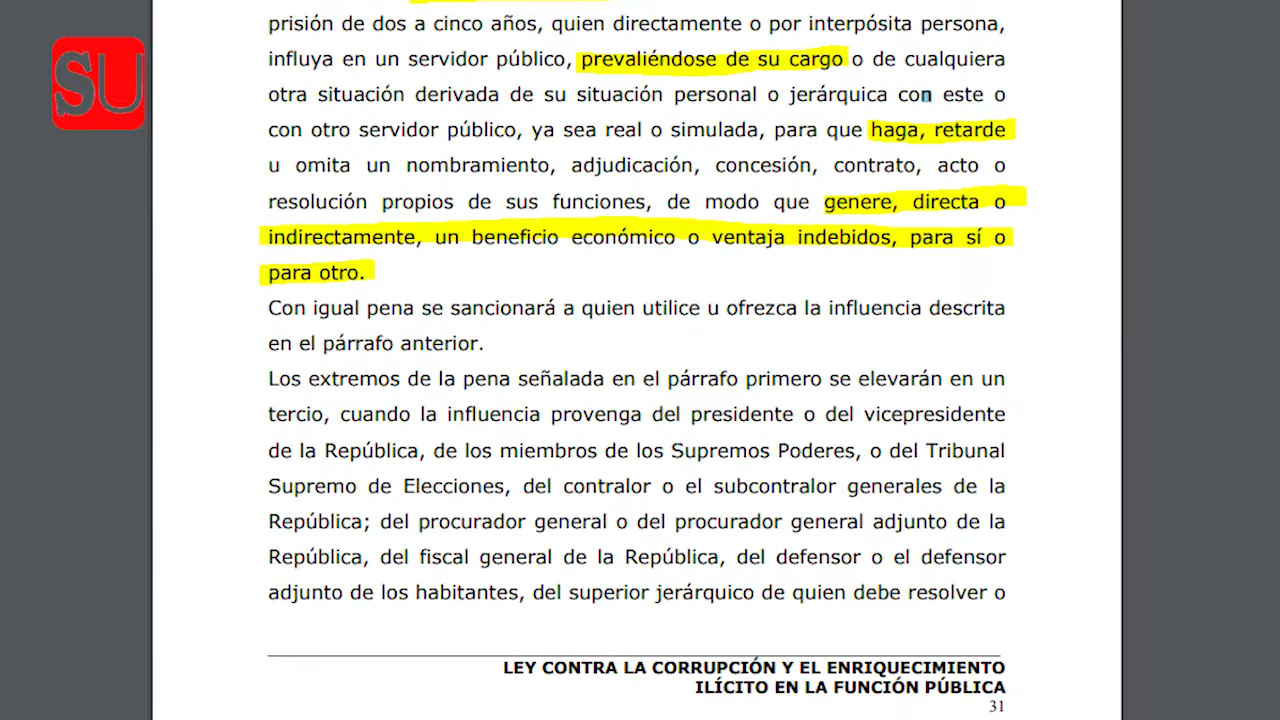 SU
prisión de dos a cinco años, quien directamente o por interpósita persona,
influya en un servidor público, prevaliéndose de su cargo o de cualquiera
otra situación derivada de su situación personal o jerárquica con este o
con otro servidor público, ya sea real o simulada, para que haga, retarde
u omita un nombramiento, adjudicación, concesión, contrato, acto o
resolución propios de sus funciones, de modo que genere, directa o
indirectamente, un beneficio económico o ventaja indebidos, para sí o
para otro.
Con igual pena se sancionará a quien utilice u ofrezca la influencia descrita
en el párrafo anterior.
Los extremos de la pena señalada en el párrafo primero se elevarán en un
tercio, cuando la influencia provenga del presidente o del vicepresidente
de la República, de los miembros de los Supremos Poderes, o del Tribunal
Supremo de Elecciones, del contralor o el subcontralor generales de la
República; del procurador general o del procurador general adjunto de la
República, del fiscal general de la República, del defensor o el defensor
adjunto de los habitantes, del superior jerárquico de quien debe resolver o
LEY CONTRA LA CORRUPCIÓN Y EL ENRIQUECIMIENTO
ILÍCITO EN LA FUNCIÓN PÚBLICA
31